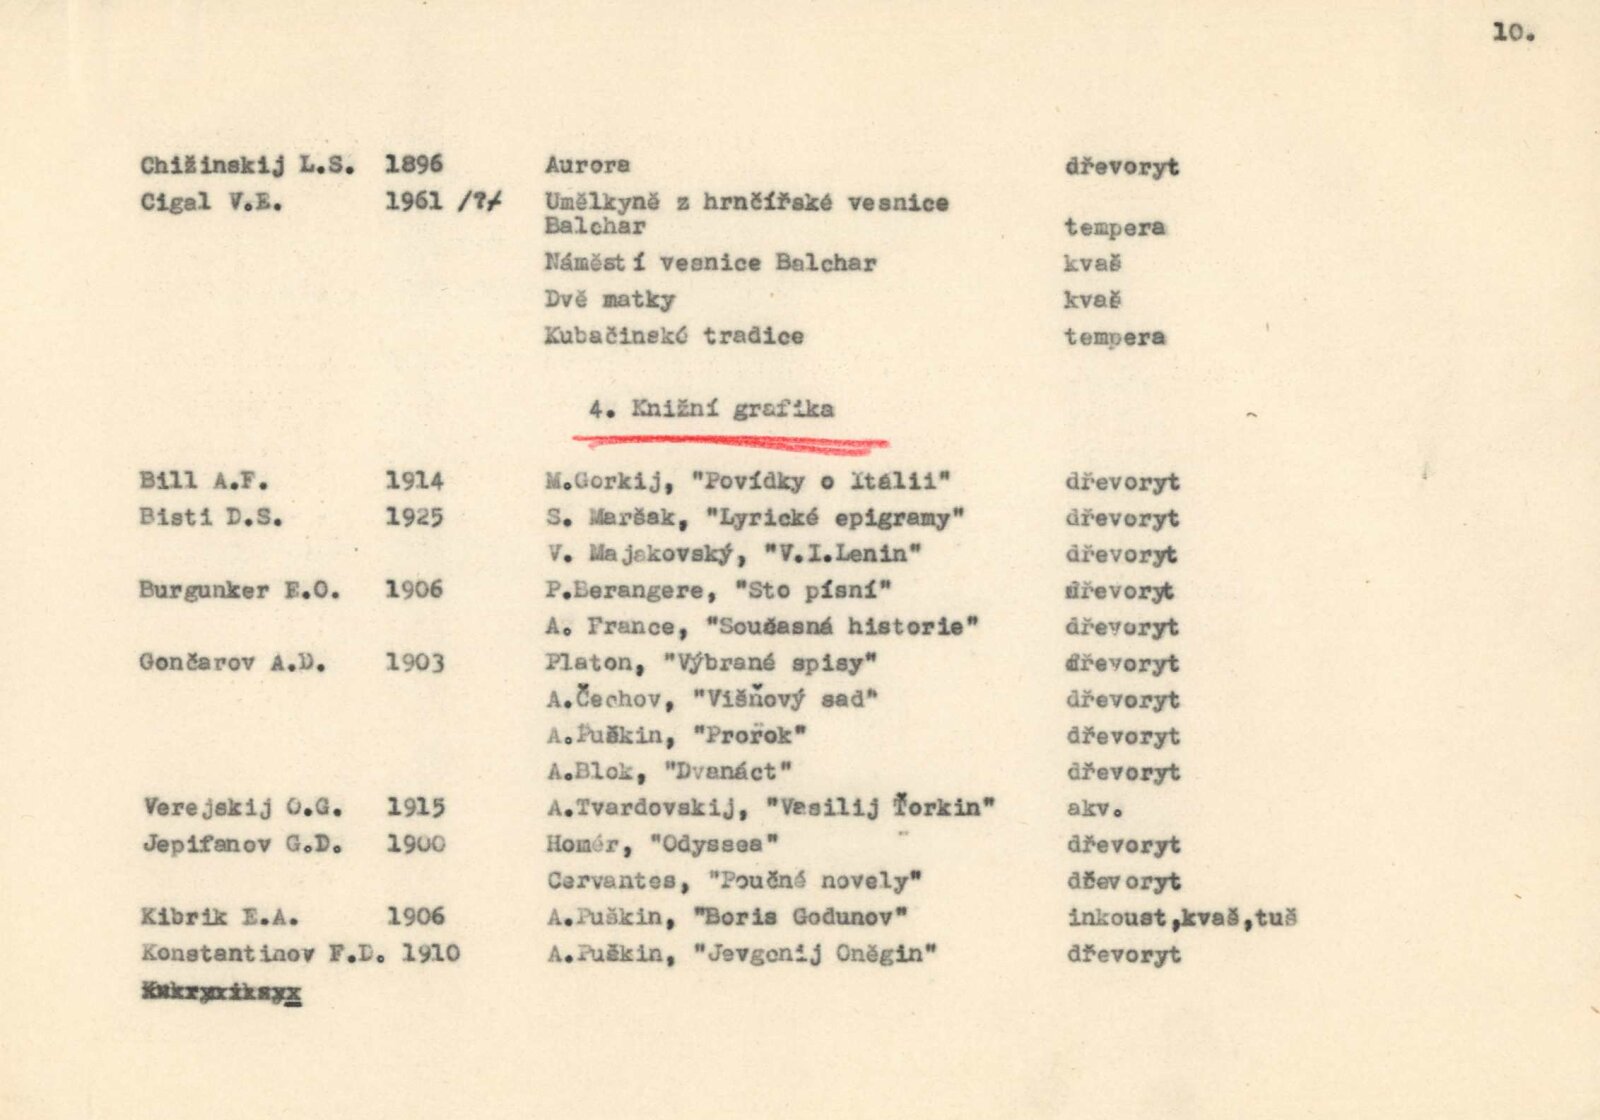 10.
Chižinskij L.S. 1896 Aurora dřevoryt
Cigal V.E. 1961 /?/ Umělkyně z hrnčířské vesnice
Balchar tempera
Náměstí vesnice Balchar kvaš
Dvě matky kvaš
Kubačinské tradice tempera
4. Knižní grafika
Bill A.F. 1914 M.Gorkij, "Povídky o Itálii" dřevoryt
Bisti D.S. 1925 S. Maršak, "Lyrické epigramy" dřevoryt
V. Majakovský, "V.I.Lenin" dřevoryt
Burgunker E.O. 1906 P.Berangere, "Sto písní" dřevoryt
A. France, "Současná historie" dřevoryt
Gončarov A.D. 1903 Platon, "Výbrané spisy" dřevoryt
A.Čechov, "Višňový sad" dřevoryt
A.Puškin, "Prorok" dřevoryt
A.Blok, "Dvanáct" dřevoryt
Verejskij O.G. 1915 A.Tvardovskij, "Vasilij Ťorkin" akv.
Jepifanov G.D. 1900 Homér, "Odyssea" dřevoryt
Cervantes, "Poučné novely" dčevoryt
Kibrik E.A. 1906 A.Puškin, "Boris Godunov" inkoust,kvaš,tuš
Konstantinov F.D. 1910 A.Puškin, "Jevgenij Oněgin" dřevoryt